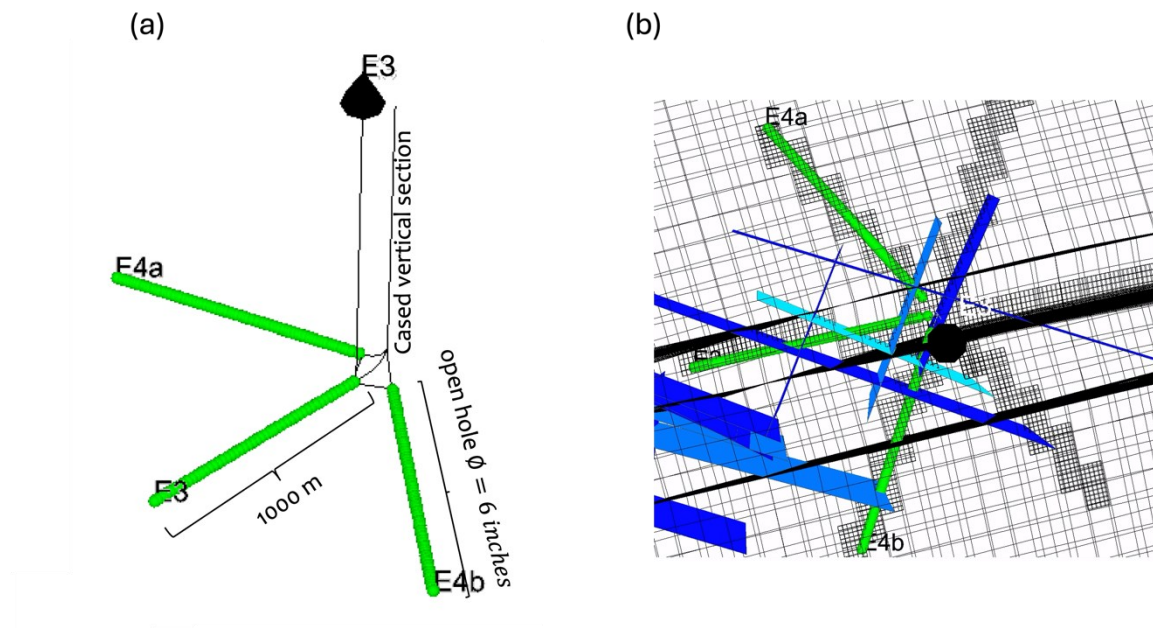 (a)
(b)
E3
Cased vertical section
E4a
open hole Ø = 6 inches
E3
1000 m
E4b
E4a
E4b